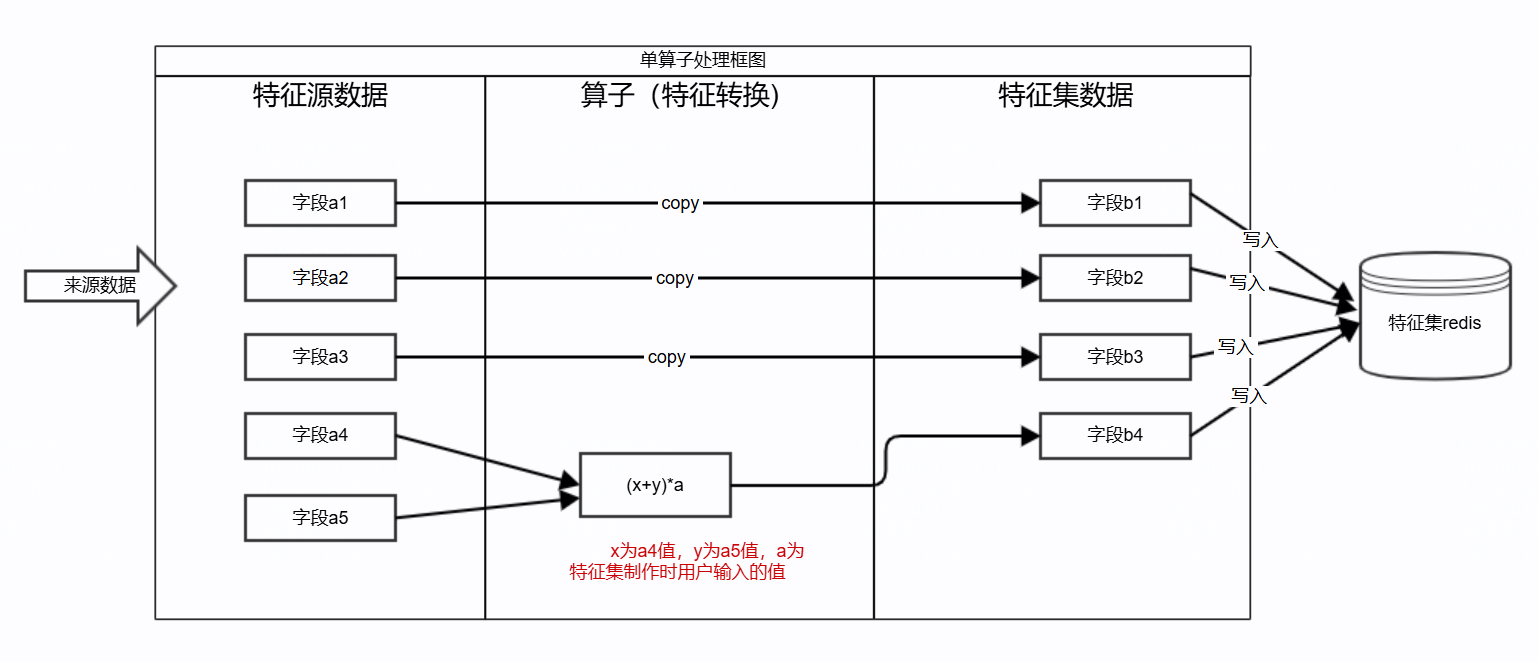 单算子处理框图
特征源数据
算子（特征转换）
特征集数据
来源数据
字段a1
copy
字段b1
写入
字段a2
copy
字段b2
写入
字段a3
copy
字段b3
写入
特征集redis
字段a4
字段b4
写入
字段a5
(x+y)*a
x为a4值，y为a5值，a为
特征集制作时用户输入的值